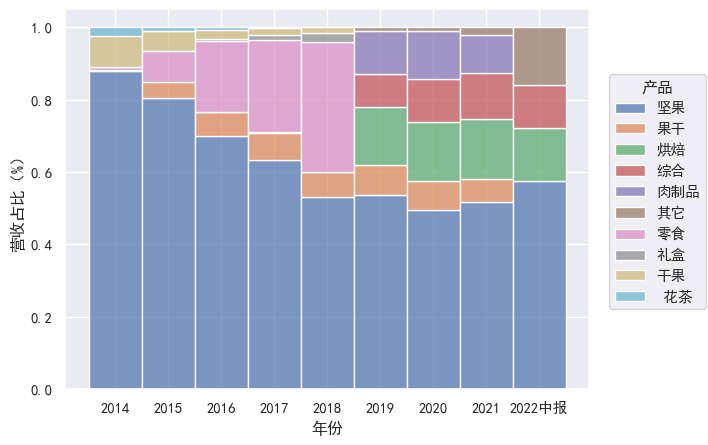 营收占比 (%)
1.0
0.8
0.6
0.4
0.2
0.0
2014 2015 2016 2017 2018 2019 2020 2021 2022中报
年份
产品
坚果
果干
烘焙
综合
肉制品
其它
零食
礼盒
干果
花茶